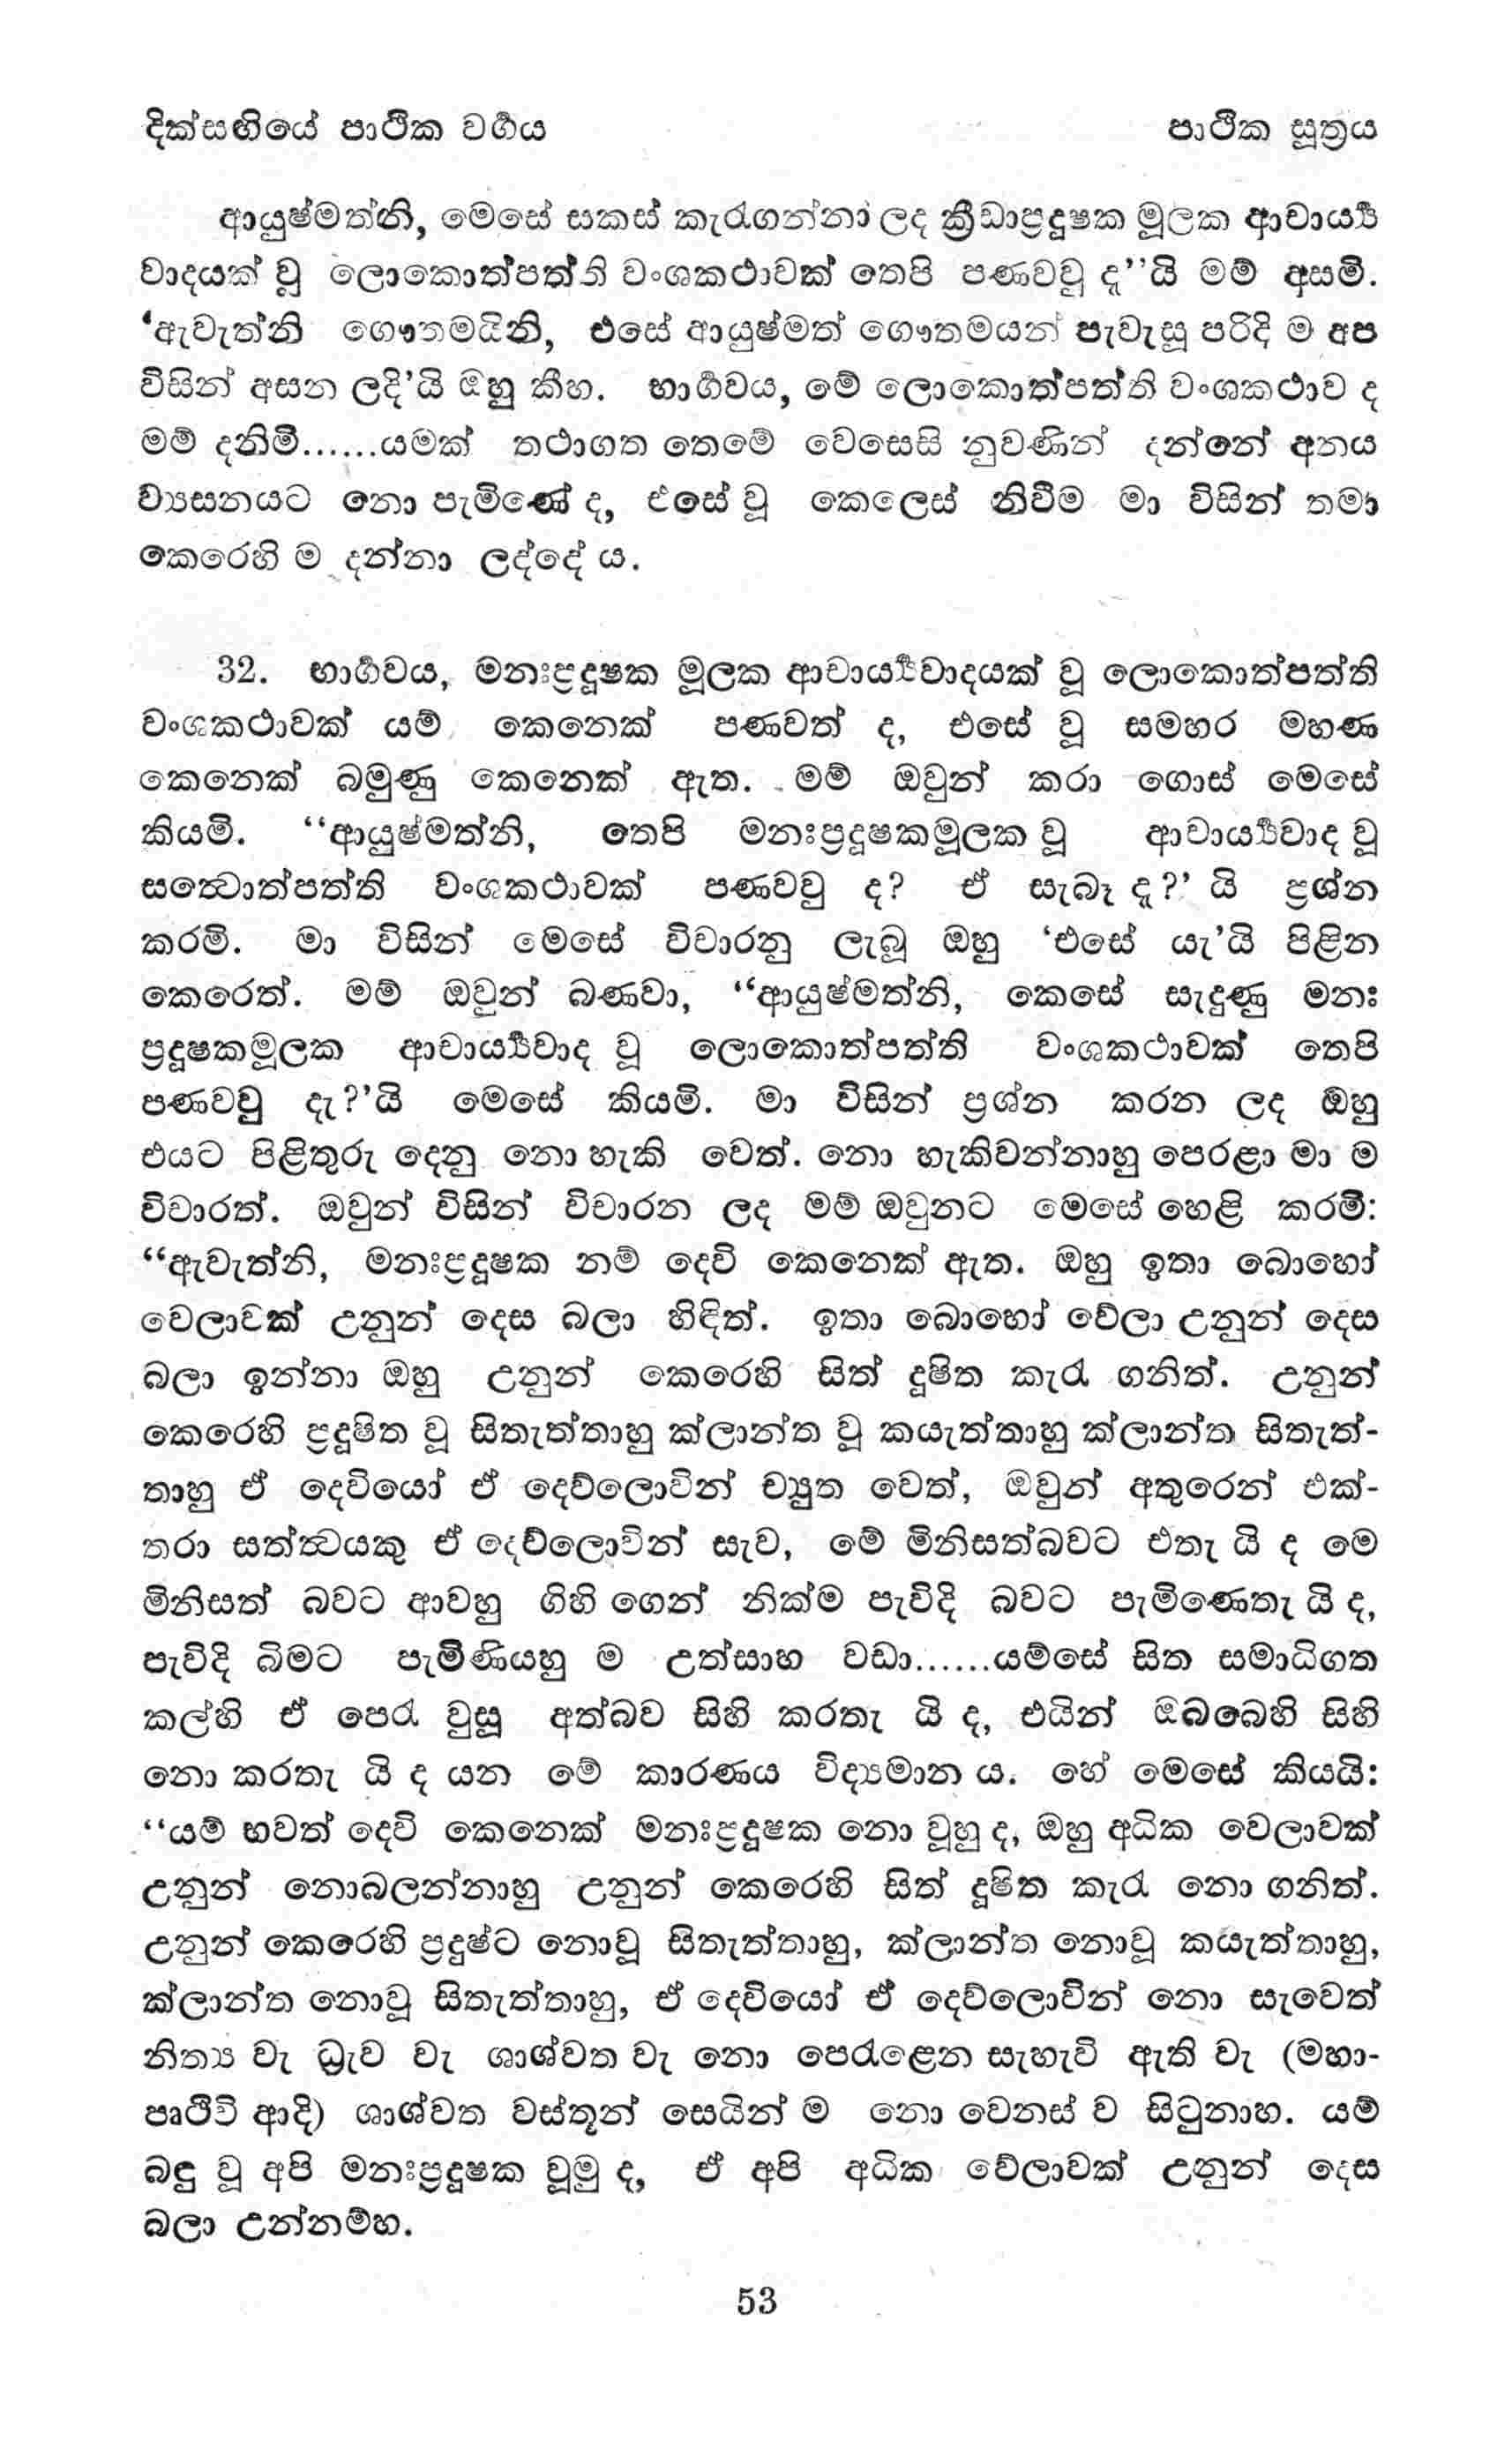 දික්සඟියේ පාථික වර්‍ගය
පාථික සූත්‍රය
ආයුෂ්මත්නි, මෙසේ සකස් කැරැගන්නා ලද ක්‍රීඩාප්‍රදූෂක මූලක ආචාර්‍ය්‍ය
වාදයක් වූ ලොකොත්පත්ති වංශකථාවක් තෙපි පණවවූ ද”යි මම් අසමි.
‘ඇවැත්නි ගෞතමයිනි, එසේ ආයුෂ්මත් ගෞතමයන් පැවැසූ පරිදි ම අප
විසින් අසන ලදි’යි ඔහු කීහ. භාර්‍ගවය, මේ ලොකොත්පත්ති වංශකථාව ද
මම් දනිමි......යමක් තථාගත තෙමේ වෙසෙසි නුවණින් දන්නේ අනය
ව්‍යසනයට නො පැමිණේ ද, එසේ වූ කෙලෙස් නිවීම මා විසින් තමා
කෙරෙහි ම දන්නා ලද්දේ ය.
32. භාර්‍ගවය, මනඃප්‍රදූෂක මූලක ආචාර්‍ය්‍යවාදයක් වූ ලොකොත්පත්ති
වංශකථාවක් යම් කෙනෙක් පණවත් ද, එසේ වූ සමහර මහණ
කෙනෙක් බමුණු කෙනෙක් ඇත. මම් ඔවුන් කරා ගොස් මෙසේ
කියමි. “ආයුෂ්මත්නි, තෙපි මනඃප්‍රදූෂකමූලක වූ ආචාර්‍ය්‍යවාද වූ
සත්‍වොත්පත්ති වංශකථාවක් පණවවු ද? ඒ සැබෑ දැ?’ යි ප්‍රශ්න
කරමි. මා විසින් මෙසේ විචාරනු ලැබූ ඔහු ‘එසේ යැ’යි පිළින
කෙරෙත්. මම් ඔවුන් බණවා, “ආයුෂ්මත්නි, කෙසේ සැදුණු මනඃ
ප්‍රදූෂකමූලක ආචාර්‍ය්‍යවාද වූ ලොකොත්පත්ති වංශකථාවක් තෙපි
පණවවු දැ?’යි මෙසේ කියමි. මා විසින් ප්‍රශ්න කරන ලද ඔහු
එයට පිළිතුරු දෙනු නො හැකි වෙත්. නො හැකිවන්නාහු පෙරළා මා ම
විචාරත්. ඔවුන් විසින් විචාරන ලද මම් ඔවුනට මෙසේ හෙළි කරමි:
“ඇවැත්නි, මනඃප්‍රදූෂක නම් දෙවි කෙනෙක් ඇත. ඔහු ඉතා බොහෝ
වෙලාවක් උනුන් දෙස බලා හිඳිත්. ඉතා බොහෝ වේලා උනුන් දෙස
බලා ඉන්නා ඔහු උනුන් කෙරෙහි සිත් දූෂිත කැරැ ගනිත්. උනුන්
කෙරෙහි ප්‍රදූෂිත වූ සිතැත්තාහු ක්ලාන්ත වූ කයැත්තාහු ක්ලාන්ත සිතැත්-
තාහු ඒ දෙවියෝ ඒ දෙව්ලොවින් ච්‍යුත වෙත්, ඔවුන් අතුරෙන් එක්-
තරා සත්ත්‍වයකු ඒ දෙව්ලොවින් සැව, මේ මිනිසත්බවට එතැ යි ද මෙ
මිනිසත් බවට ආවහු ගිහි ගෙන් නික්ම පැවිදි බවට පැමිණෙතැ යි ද,
පැවිදි බිමට පැමිණියහු ම උත්සාහ වඩා......යම්සේ සිත සමාධිගත
කල්හි ඒ පෙරැ වුසූ අත්බව සිහි කරතැ යි ද, එයින් ඔබබෙහි සිහි
නො කරතැ යි ද යන මේ කාරණය විද්‍යමාන ය. හේ මෙසේ කියයි:
“යම් භවත් දෙවි කෙනෙක් මනඃප්‍රදූෂක නො වූහු ද, ඔහු අධික වෙලාවක්
උනුන් නොබලන්නාහු උනුන් කෙරෙහි සිත් දූෂිත කැරැ නො ගනිත්.
උනුන් කෙරෙහි ප්‍රදුෂ්ට නොවූ සිතැත්තාහු, ක්ලාන්ත නොවූ කයැත්තාහු,
ක්ලාන්ත නොවූ සිතැත්තාහු, ඒ දෙවියෝ ඒ දෙව්ලොවින් නො සැවෙත්
නිත්‍ය වැ ධ්‍රැව වැ ශාශ්වත වැ නො පෙරැළෙන සැහැවි ඇති වැ (මහා-
පෘථිවි ආදි) ශාශ්වත වස්තූන් සෙයින් ම නො වෙනස් ව සිටුනාහ. යම්
බඳු වූ අපි මනඃප්‍රදූෂක වූමු ද, ඒ අපි අධික වේලාවක් උනුන් දෙස
බලා උන්නම්හ.
53